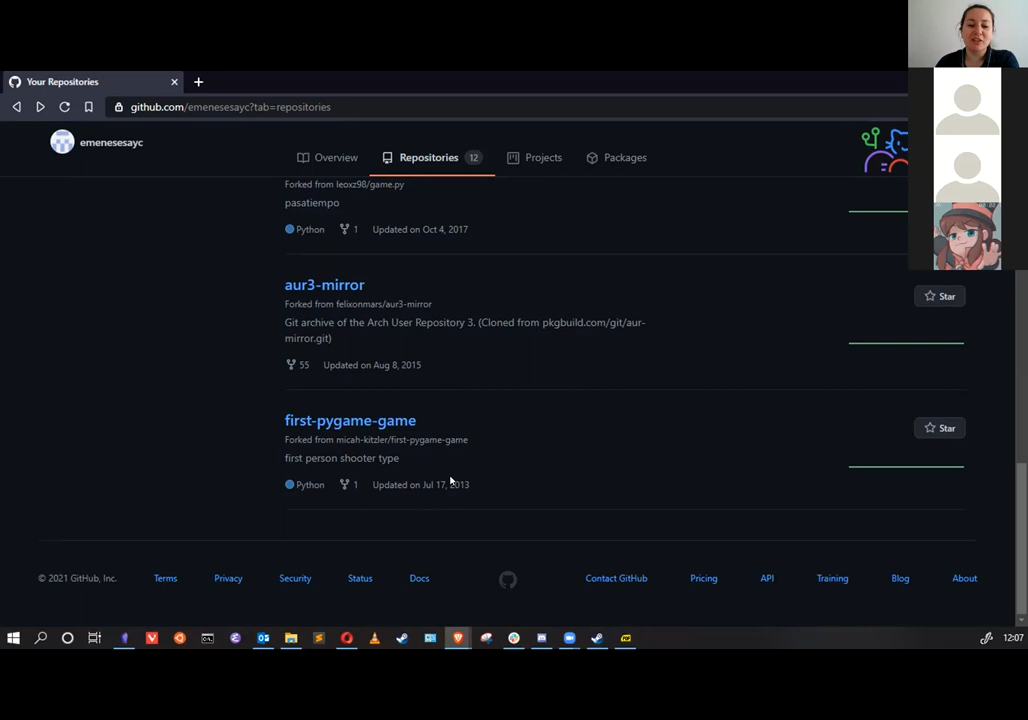 Your Repositories
github.com/emenesesayc?tab=repositories
emenesesayc
Overview
Repositories 12
Projects
Packages
Forked from leoxz98/game.py
pasatiempo
Python 1 Updated on Oct 4, 2017
aur3-mirror
Star
Forked from felixonmars/aur3-mirror
Git archive of the Arch User Repository 3. (Cloned from pkgbuild.com/git/aur-
mirror.git)
55 Updated on Aug 8, 2015
first-pygame-game
Star
Forked from micah-kitzler/first-pygame-game
first person shooter type
Python 1 Updated on Jul 17, 2013
© 2021 GitHub, Inc. Terms Privacy Security Status Docs Contact GitHub Pricing API Training Blog About
12:07